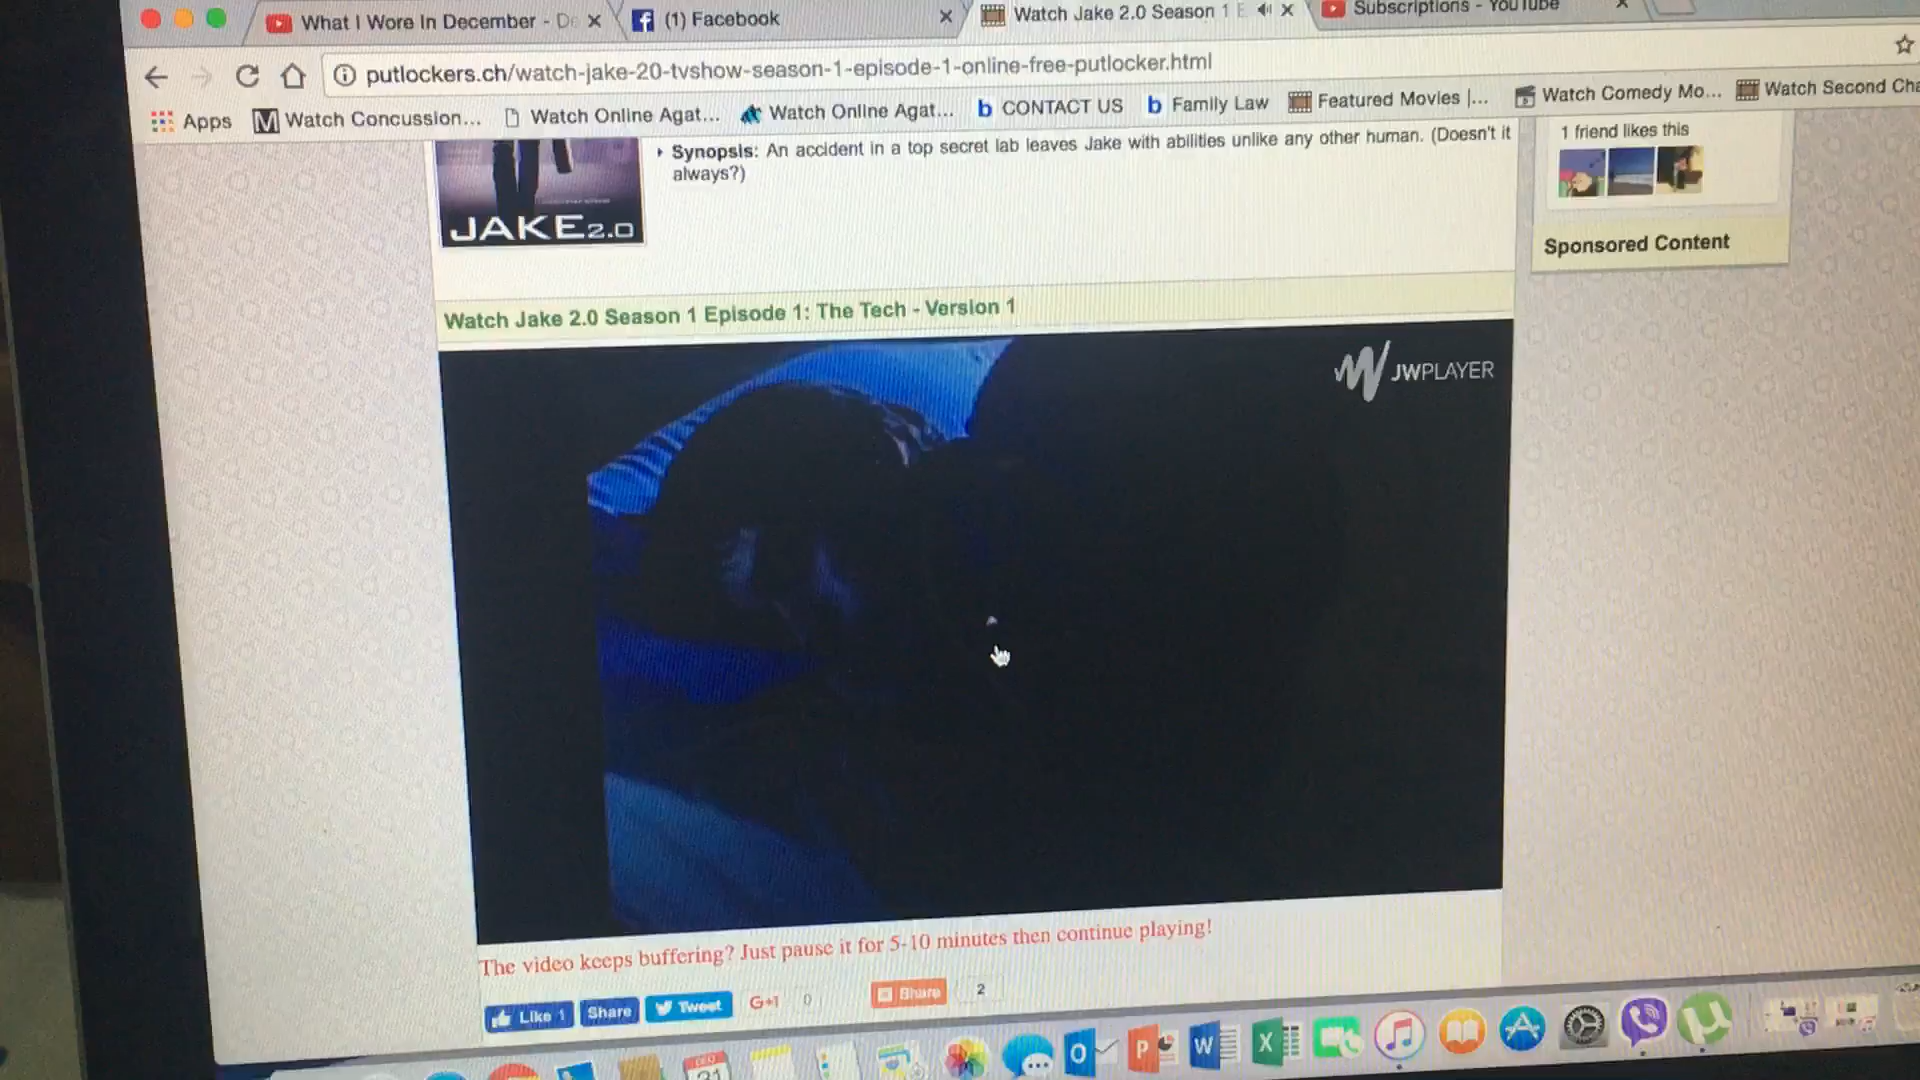 What I Wore In December - De
(1) Facebook
Watch Jake 2.0 Season 1 E
Subscriptions - YouTube
putlockers.ch/watch-jake-20-tvshow-season-1-episode-1-online-free-putlocker.html
Apps
Watch Concussion...
Watch Online Agat...
Watch Online Agat...
CONTACT US
Family Law
Featured Movies |...
Watch Comedy Mo...
Watch Second Cha
Synopsis: An accident in a top secret lab leaves Jake with abilities unlike any other human. (Doesn't it
always?)
JAKE 2.0
1 friend likes this
Sponsored Content
Watch Jake 2.0 Season 1 Episode 1: The Tech - Version 1
JWPLAYER
The video keeps buffering? Just pause it for 5-10 minutes then continue playing!
Like 1
Share
Tweet
G+1
0
Share
2
DEC
31